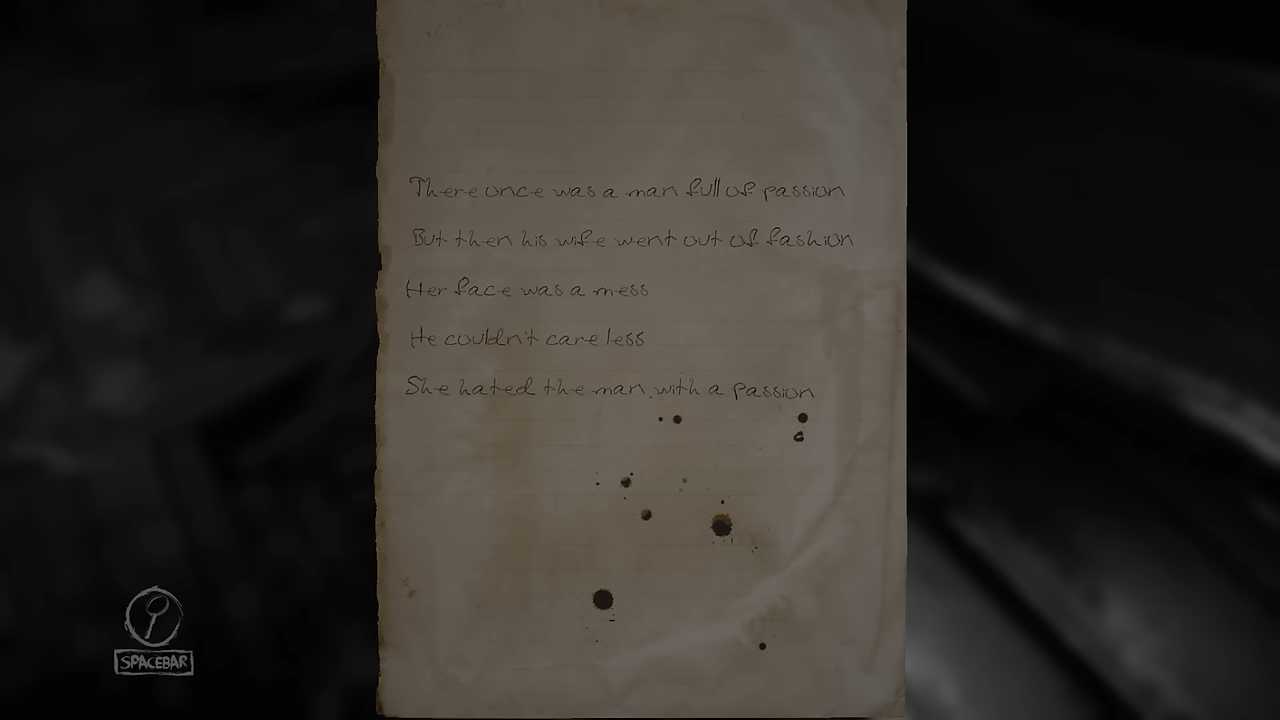 There once was a man full of passion
But then his wife went out of fashion
Her face was a mess
He couldn't care less
She hated the man, with a passion
SPACEBAR